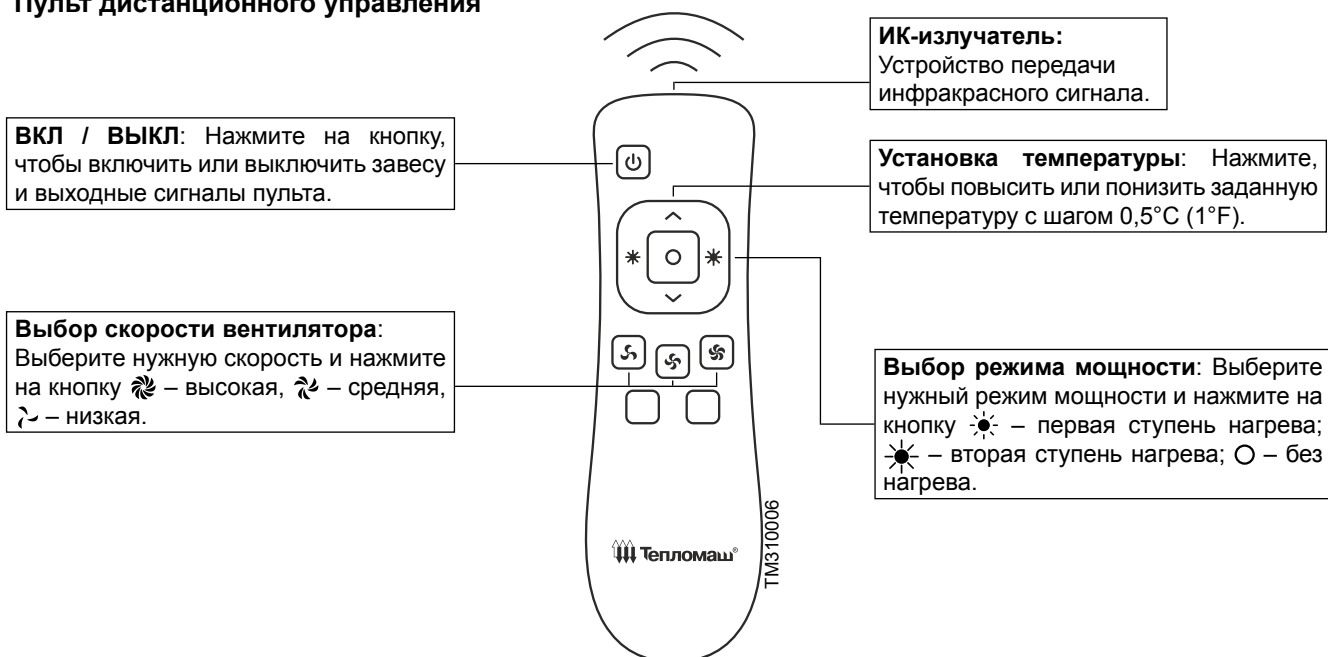 Пульт дистанционного управления
ИК-излучатель:
Устройство передачи
инфракрасного сигнала.
ВКЛ / ВЫКЛ: Нажмите на кнопку,
чтобы включить или выключить завесу
и выходные сигналы пульта.
Установка температуры: Нажмите,
чтобы повысить или понизить заданную
температуру с шагом 0,5°C (1°F).
Выбор скорости вентилятора:
Выберите нужную скорость и нажмите
на кнопку – высокая, – средняя,
– низкая.
Выбор режима мощности: Выберите
нужный режим мощности и нажмите на
кнопку – первая ступень нагрева;
– вторая ступень нагрева; – без
нагрева.
Тепломаш®
TM310006